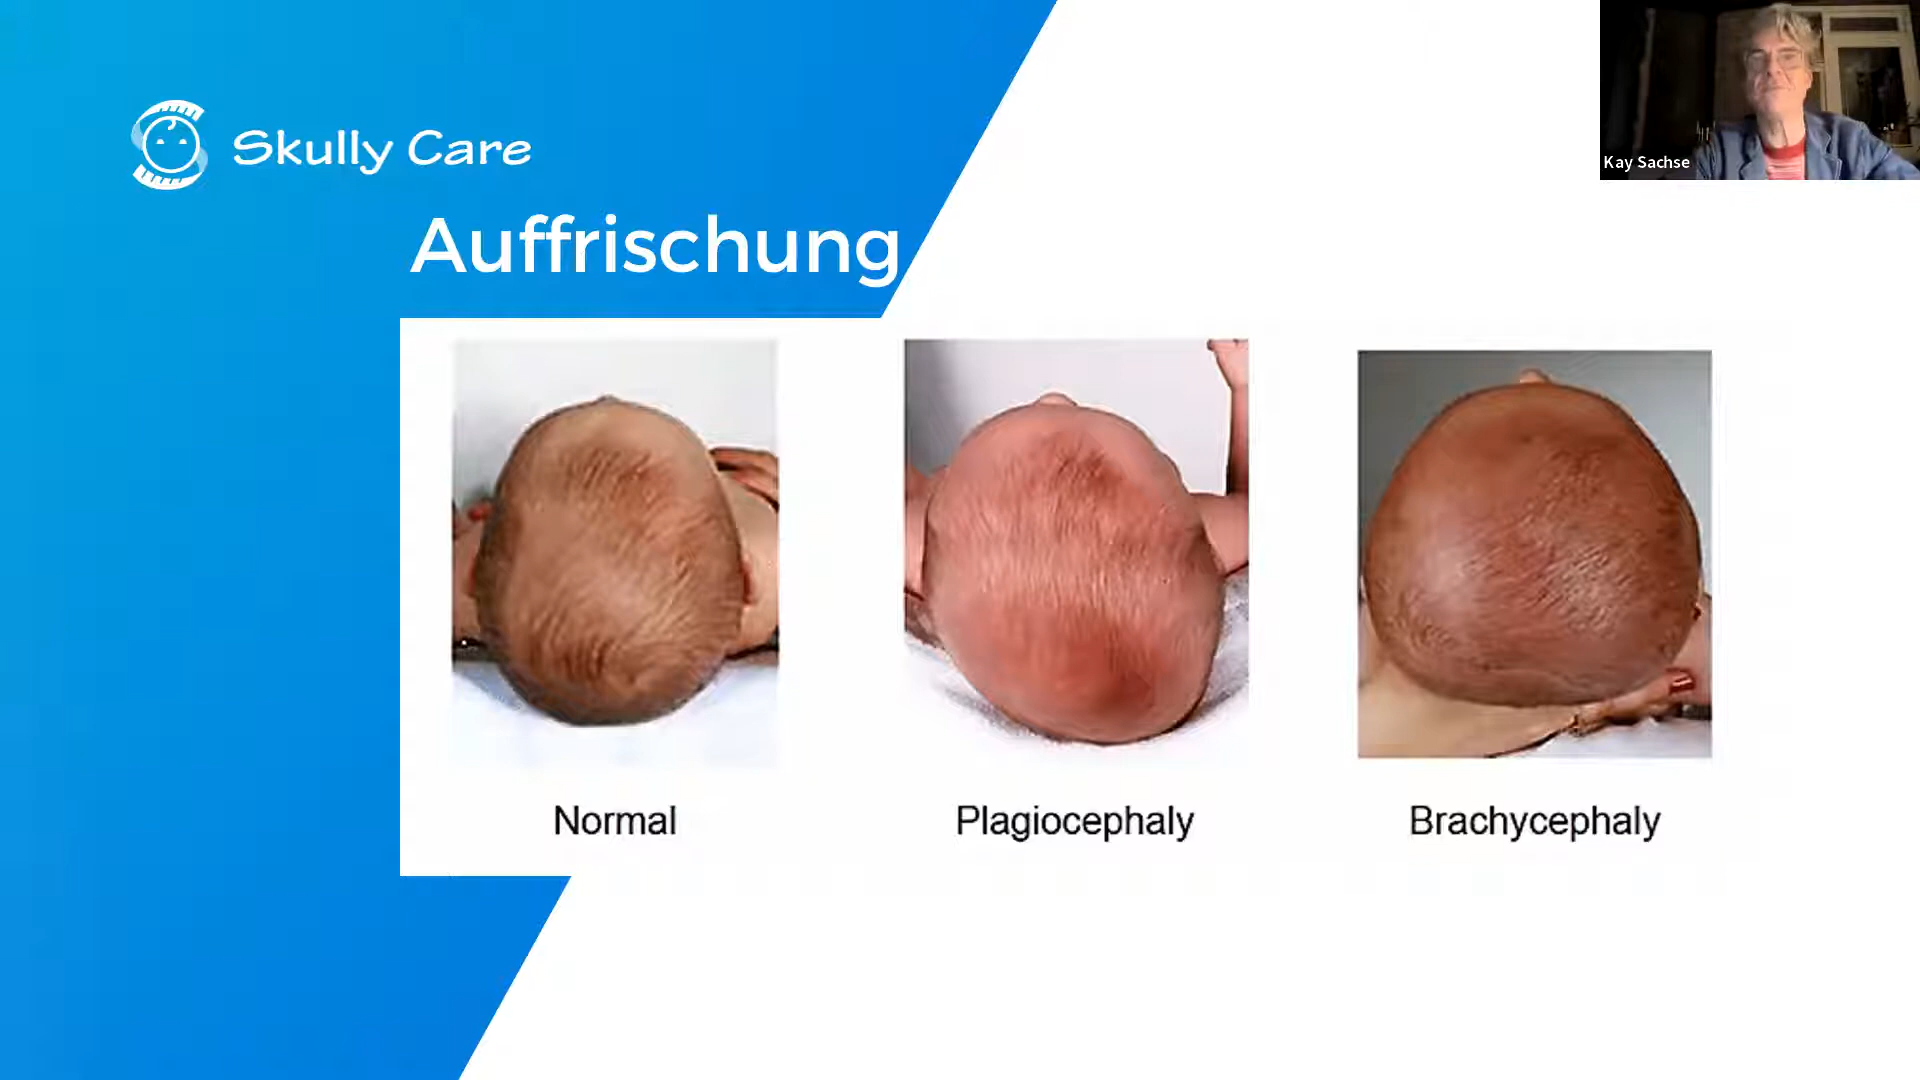 Skully Care
Kay Sachse
Auffrischung
Normal
Plagiocephaly
Brachycephaly